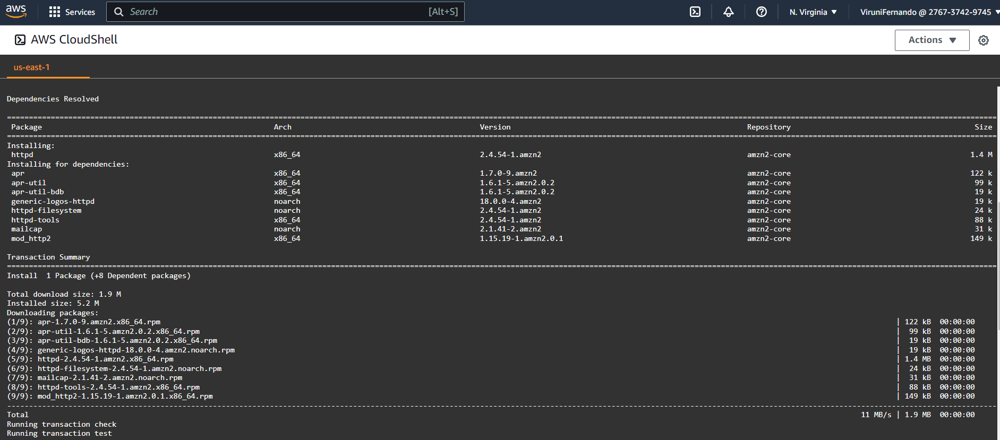 aws Services Search [Alt+S] N. Virginia ▼ ViruniFernando @ 2767-3742-9745 ▼
AWS CloudShell Actions ▼
us-east-1
Dependencies Resolved
Package Arch Version Repository Size
Installing:
httpd x86_64 2.4.54-1.amzn2 amzn2-core 1.4 M
Installing for dependencies:
apr x86_64 1.7.0-9.amzn2 amzn2-core 122 k
apr-util x86_64 1.6.1-5.amzn2.0.2 amzn2-core 99 k
apr-util-bdb x86_64 1.6.1-5.amzn2.0.2 amzn2-core 19 k
generic-logos-httpd noarch 18.0.0-4.amzn2 amzn2-core 19 k
httpd-filesystem noarch 2.4.54-1.amzn2 amzn2-core 24 k
httpd-tools x86_64 2.4.54-1.amzn2 amzn2-core 88 k
mailcap noarch 2.1.41-2.amzn2 amzn2-core 31 k
mod_http2 x86_64 1.15.19-1.amzn2.0.1 amzn2-core 149 k
Transaction Summary
Install  1 Package (+8 Dependent packages)
Total download size: 1.9 M
Installed size: 5.2 M
Downloading packages:
(1/9): apr-1.7.0-9.amzn2.x86_64.rpm | 122 kB 00:00:00
(2/9): apr-util-1.6.1-5.amzn2.0.2.x86_64.rpm | 99 kB 00:00:00
(3/9): apr-util-bdb-1.6.1-5.amzn2.0.2.x86_64.rpm | 19 kB 00:00:00
(4/9): generic-logos-httpd-18.0.0-4.amzn2.noarch.rpm | 19 kB 00:00:00
(5/9): httpd-2.4.54-1.amzn2.x86_64.rpm | 1.4 MB 00:00:00
(6/9): httpd-filesystem-2.4.54-1.amzn2.noarch.rpm | 24 kB 00:00:00
(7/9): mailcap-2.1.41-2.amzn2.noarch.rpm | 31 kB 00:00:00
(8/9): httpd-tools-2.4.54-1.amzn2.x86_64.rpm | 88 kB 00:00:00
(9/9): mod_http2-1.15.19-1.amzn2.0.1.x86_64.rpm | 149 kB 00:00:00
Total 11 MB/s | 1.9 MB 00:00:00
Running transaction check
Running transaction test